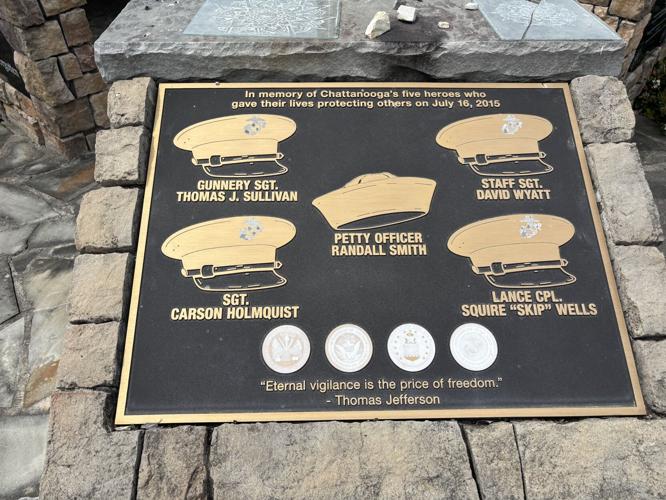 In memory of Chattanooga's five heroes who
gave their lives protecting others on July 16, 2015
GUNNERY SGT.
THOMAS J. SULLIVAN
STAFF SGT.
DAVID WYATT
PETTY OFFICER
RANDALL SMITH
SGT.
CARSON HOLMQUIST
LANCE CPL.
SQUIRE "SKIP" WELLS
"Eternal vigilance is the price of freedom."
- Thomas Jefferson